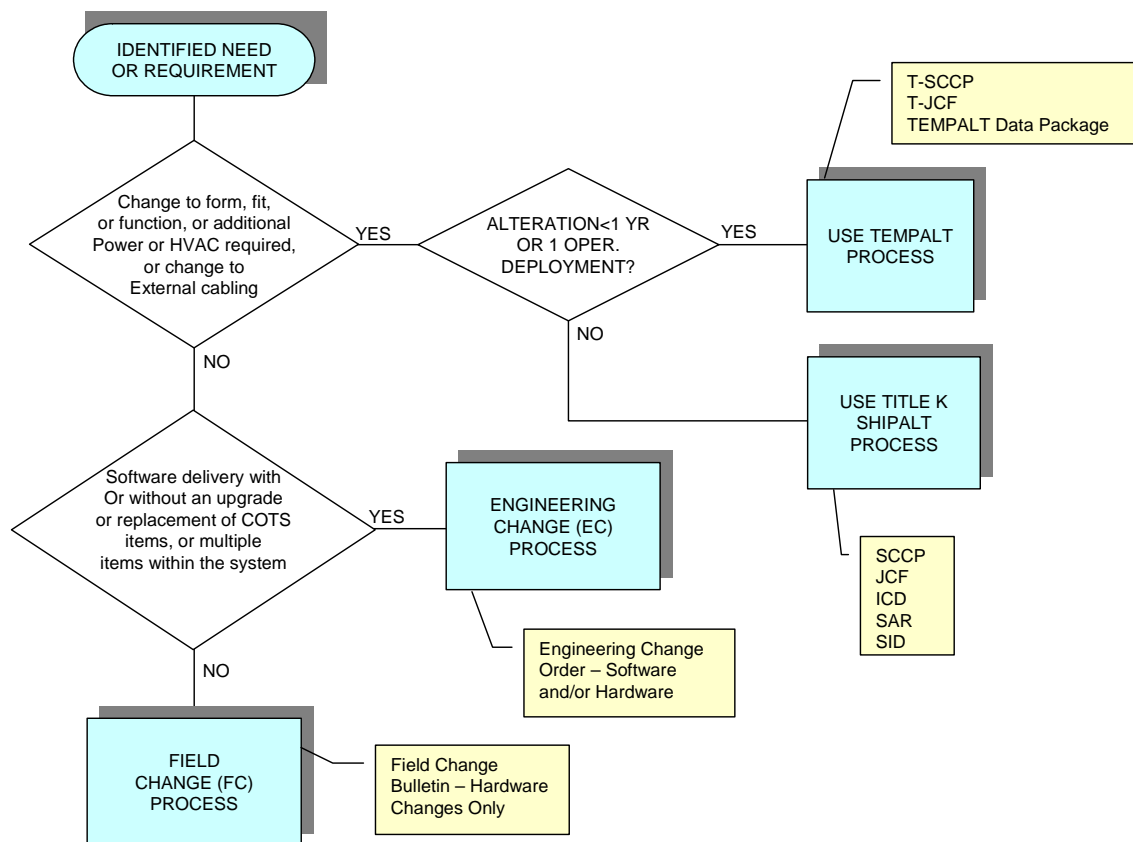 IDENTIFIED NEED
OR REQUIREMENT
T-SCCP
T-JCF
TEMPALT Data Package
Change to form, fit,
or function, or additional
Power or HVAC required,
or change to
External cabling
YES
ALTERATION<1 YR
OR 1 OPER.
DEPLOYMENT?
YES
USE TEMPALT
PROCESS
NO
NO
USE TITLE K
SHIPALT
PROCESS
Software delivery with
Or without an upgrade
or replacement of COTS
items, or multiple
items within the system
YES
ENGINEERING
CHANGE (EC)
PROCESS
SCCP
JCF
ICD
SAR
SID
Engineering Change
Order – Software
and/or Hardware
NO
FIELD
CHANGE (FC)
PROCESS
Field Change
Bulletin – Hardware
Changes Only